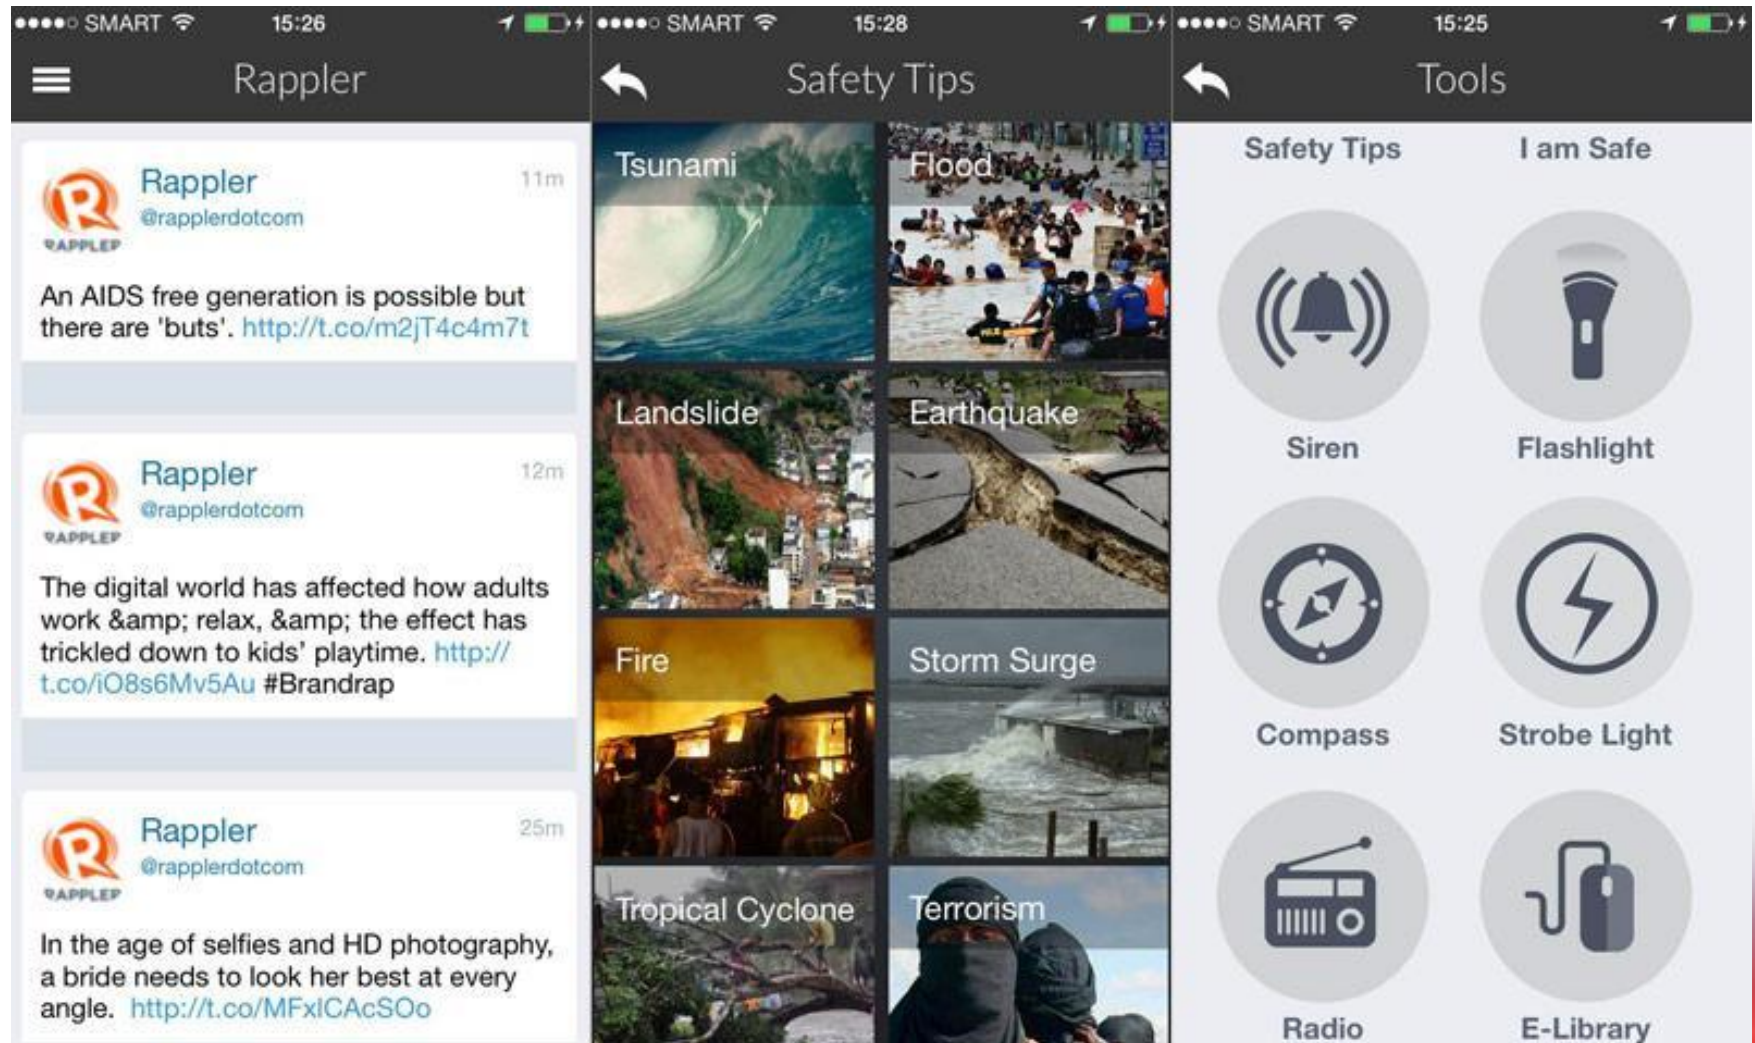 SMART 15:26
Rappler
Rappler 11m
@rapplerdotcom
RAPPLER
An AIDS free generation is possible but
there are 'buts'. http://t.co/m2jT4c4m7t
Rappler 12m
@rapplerdotcom
RAPPLER
The digital world has affected how adults
work &amp; relax, &amp; the effect has
trickled down to kids' playtime. http://
t.co/iO8s6Mv5Au #Brandrap
Rappler 25m
@rapplerdotcom
RAPPLER
In the age of selfies and HD photography,
a bride needs to look her best at every
angle. http://t.co/MFxlCAcSOo
SMART 15:28
Safety Tips
Tsunami Flood
Landslide Earthquake
Fire Storm Surge
Tropical Cyclone Terrorism
SMART 15:25
Tools
Safety Tips I am Safe
Siren Flashlight
Compass Strobe Light
Radio E-Library